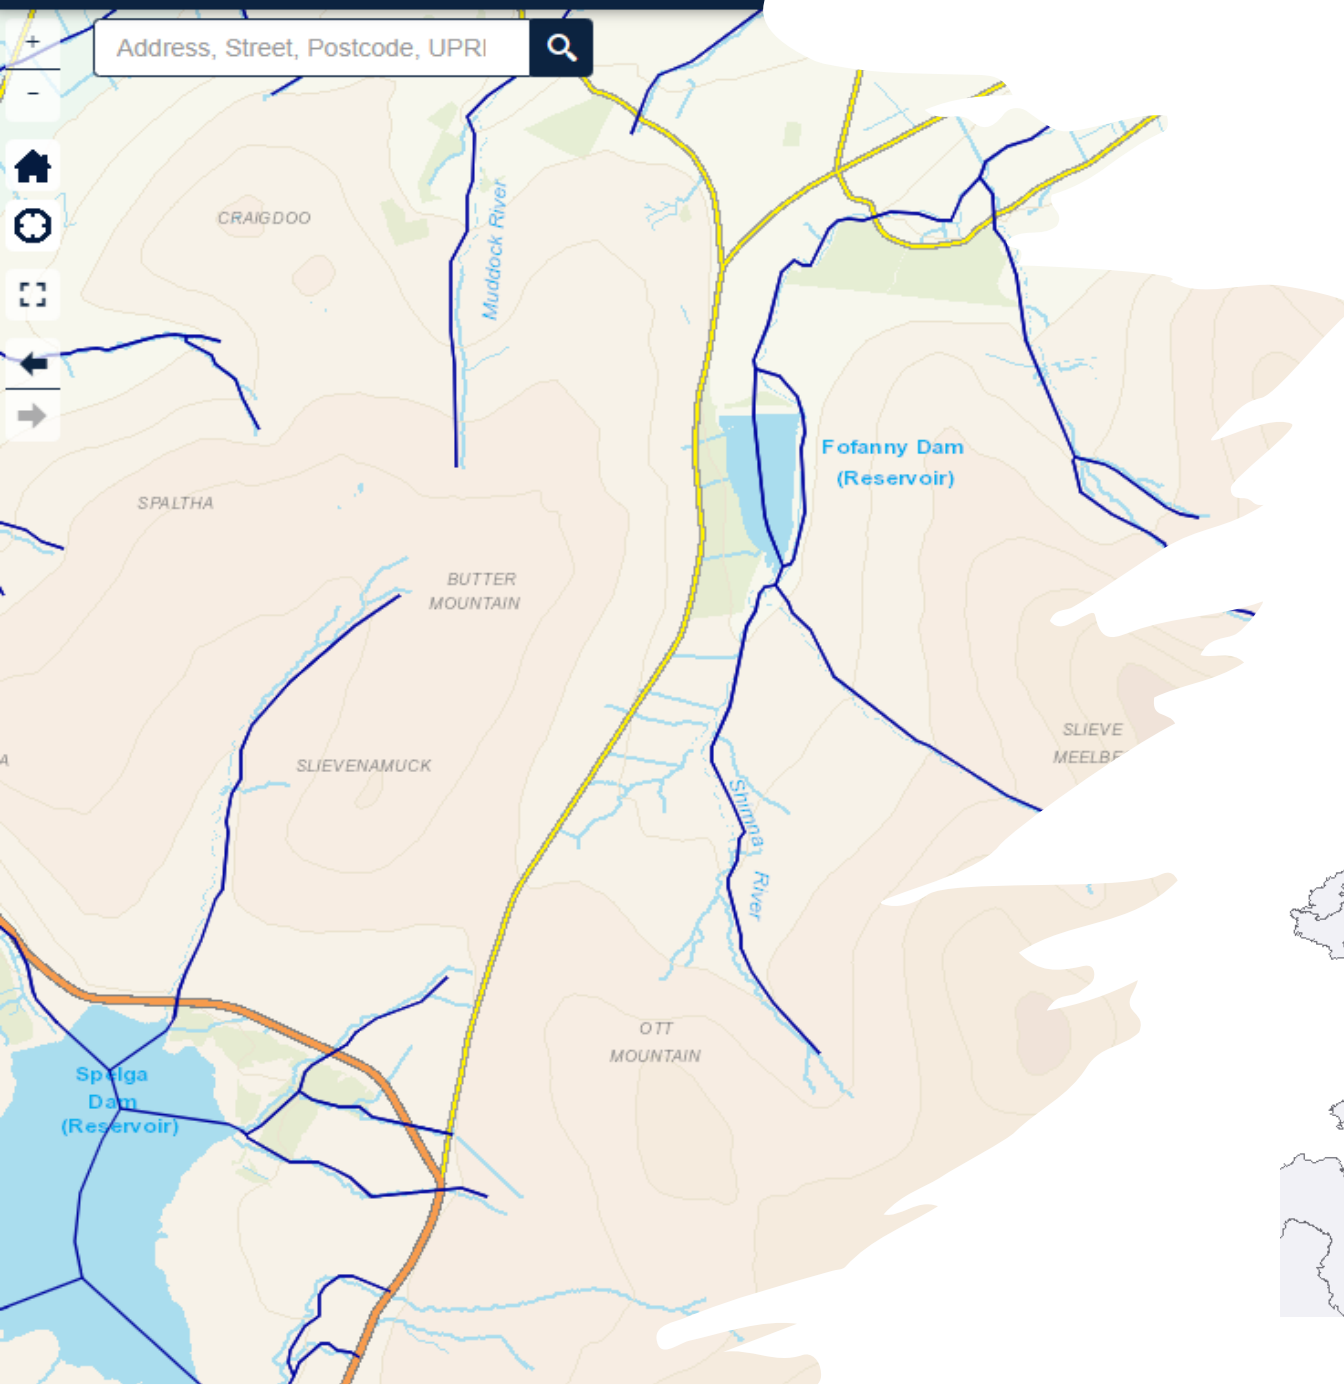 +
Address, Street, Postcode, UPRI
−
CRAIGDOO
Muddock River
Fofanny Dam
(Reservoir)
SPALTHA
BUTTER
MOUNTAIN
SLIEVE
SLIEVENAMUCK
Shimna River
OTT
MOUNTAIN
Spelga
Dam
(Reservoir)